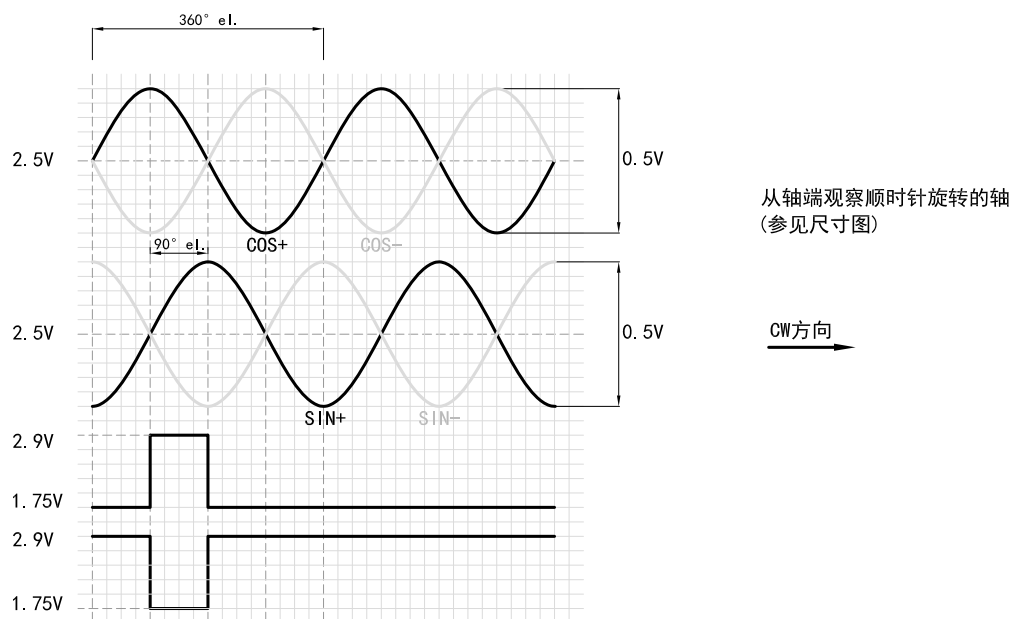 360° el.
2.5V
0.5V
从轴端观察顺时针旋转的轴
(参见尺寸图)
90° el.
COS+
COS-
2.5V
0.5V
CW方向
SIN+
SIN-
2.9V
1.75V
2.9V
1.75V